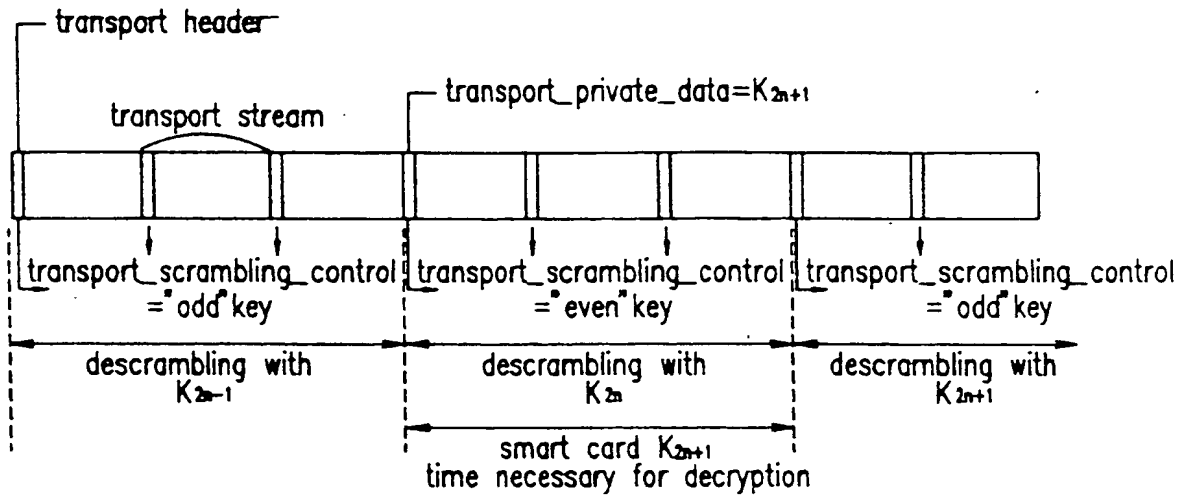 transport header
transport_private_data=K2n+1
transport stream
transport_scrambling_control
="odd"key
transport_scrambling_control
="even"key
transport_scrambling_control
="odd"key
descrambling with
K2n-1
descrambling with
K2n
descrambling with
K2n+1
smart card K2n+1
time necessary for decryption